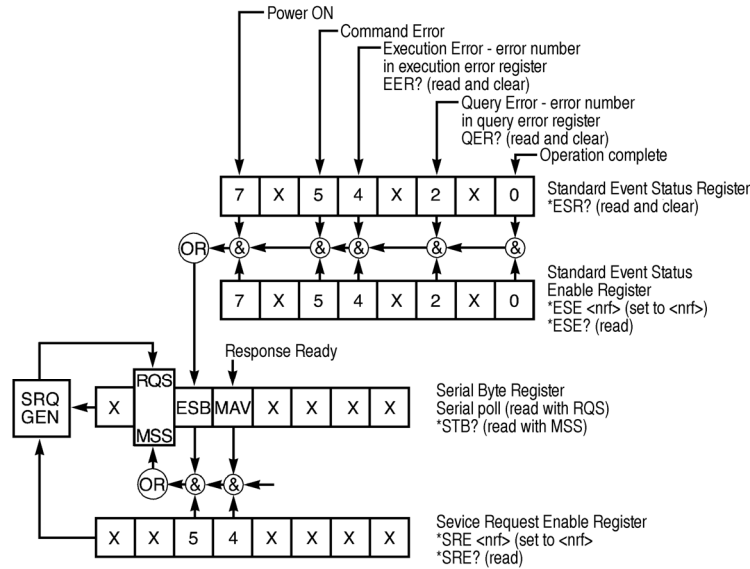 Power ON
Command Error
Execution Error - error number
in execution error register
EER? (read and clear)
Query Error - error number
in query error register
QER? (read and clear)
Operation complete
7 X 5 4 X 2 X 0
Standard Event Status Register
*ESR? (read and clear)
OR & & & & &
7 X 5 4 X 2 X 0
Standard Event Status
Enable Register
*ESE <nrf> (set to <nrf>)
*ESE? (read)
Response Ready
SRQ
GEN
X
RQS
MSS
ESB MAV X X X X
Serial Byte Register
Serial poll (read with RQS)
*STB? (read with MSS)
OR & &
X X 5 4 X X X X
Sevice Request Enable Register
*SRE <nrf> (set to <nrf>
*SRE? (read)